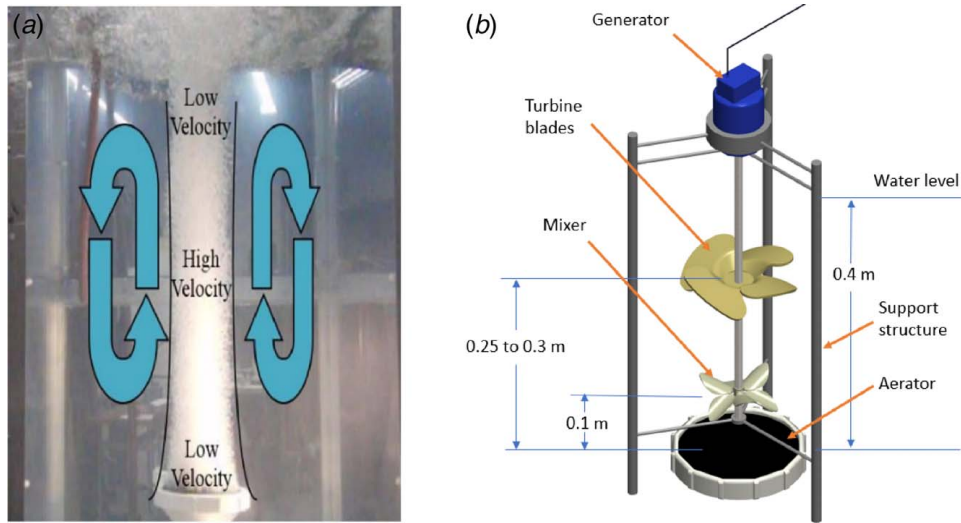 (a)
Low
Velocity
High
Velocity
Low
Velocity
(b)
Generator
Turbine
blades
Water level
Mixer
0.4 m
Support
structure
0.25 to 0.3 m
Aerator
0.1 m